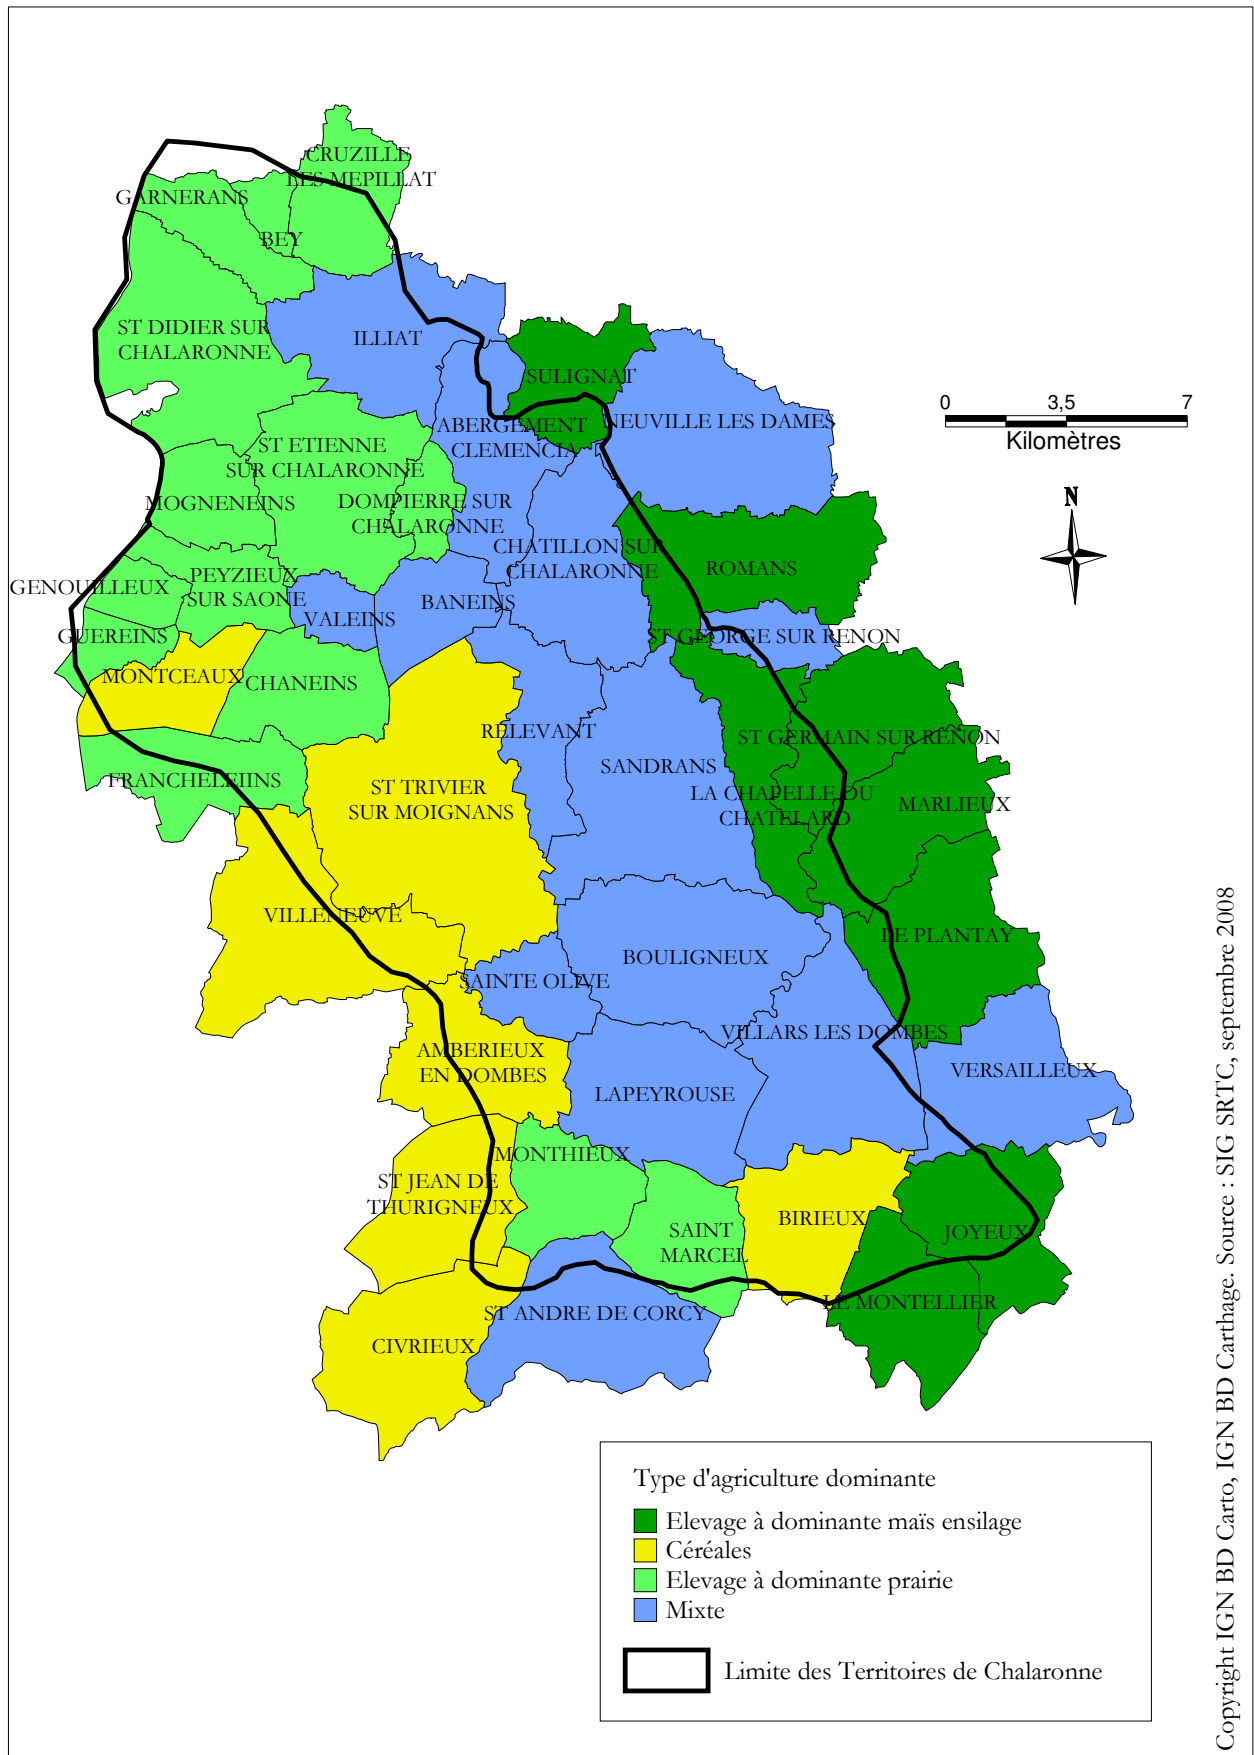 CRUZILLE
LES MEPILLAT
GARNERANS
BEY
ST DIDIER SUR
CHALARONNE
ILLIAT
SULIGNAT
ABERGEMENT
CLEMENCIA
NEUVILLE LES DAMES
0 3,5 7
Kilomètres
N
ST ETIENNE
SUR CHALARONNE
MOGNENEINS
DOMPIERRE SUR
CHALARONNE
CHATILLON SUR
CHALARONNE
ROMANS
GENOUILLEUX
PEYZIEUX
SUR SAONE
VALEINS
BANEINS
GUEREINS
ST GEORGE SUR RENON
MONTCEAUX
CHANEINS
RELEVANT
ST GERMAIN SUR RENON
FRANCHELEIINS
ST TRIVIER
SUR MOIGNANS
SANDRANS
LA CHAPELLE DU
CHATELARD
MARLIEUX
VILLENEUVE
LE PLANTAY
BOULIGNEUX
SAINTE OLIVE
VILLARS LES DOMBES
AMBERIEUX
EN DOMBES
LAPEYROUSE
VERSAILLEUX
MONTHIEUX
ST JEAN DE
THURIGNEUX
SAINT
MARCEL
BIRIEUX
JOYEUX
LE MONTELLIER
ST ANDRE DE CORCY
CIVRIEUX
Type d'agriculture dominante
Elevage à dominante maïs ensilage
Céréales
Elevage à dominante prairie
Mixte
Limite des Territoires de Chalaronne
Copyright IGN BD Carto, IGN BD Carthage. Source : SIG SRTC, septembre 2008